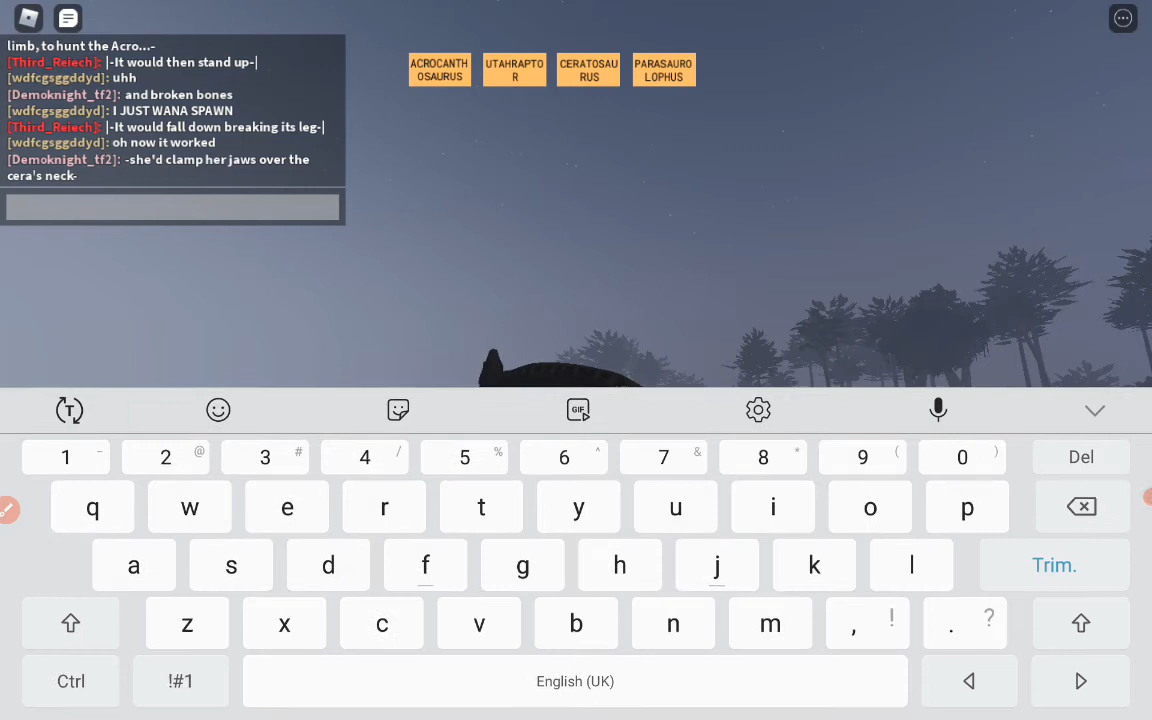 limb, to hunt the Acro...-
[Third_Reiech]: |-It would then stand up-|
[wdfcgsggddyd]: uhh
[Demoknight_tf2]: and broken bones
[wdfcgsggddyd]: I JUST WANA SPAWN
[Third_Reiech]: |-It would fall down breaking its leg-|
[wdfcgsggddyd]: oh now it worked
[Demoknight_tf2]: -she'd clamp her jaws over the
cera's neck-
ACROCANTH
OSAURUS
UTAHRAPTO
R
CERATOSAU
RUS
PARASAURO
LOPHUS
T
GIF
1 - 2 @ 3 # 4 / 5 % 6 ^ 7 & 8 * 9 ( 0 ) Del
q w e r t y u i o p
a s d f g h j k l Trim.
z x c v b n m , ! . ?
Ctrl !#1 English (UK)